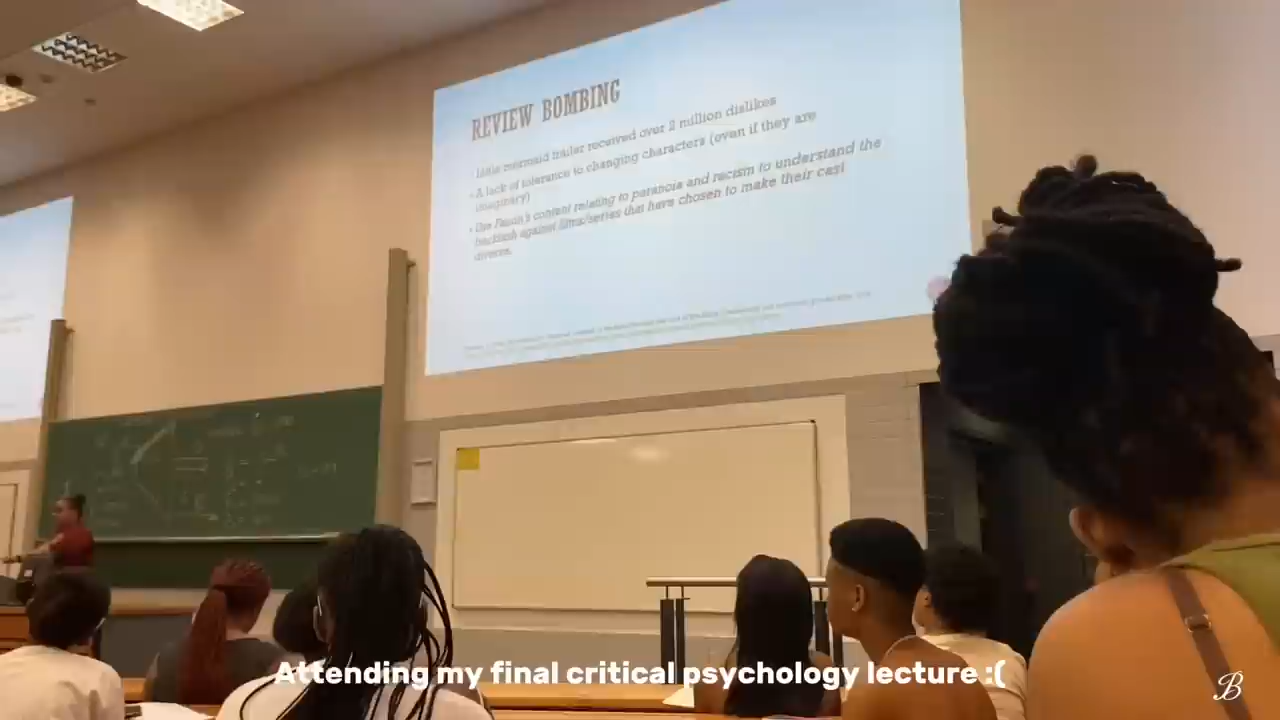 REVIEW BOMBING
little mermaid trailer received over 2 million dislikes
• A lack of tolerance to changing characters (even if they are
imaginary)
• Use Fanon's content relating to paranoia and racism to understand the
backlash against films/series that have chosen to make their cast
diverse.
Attending my final critical psychology lecture :(
B